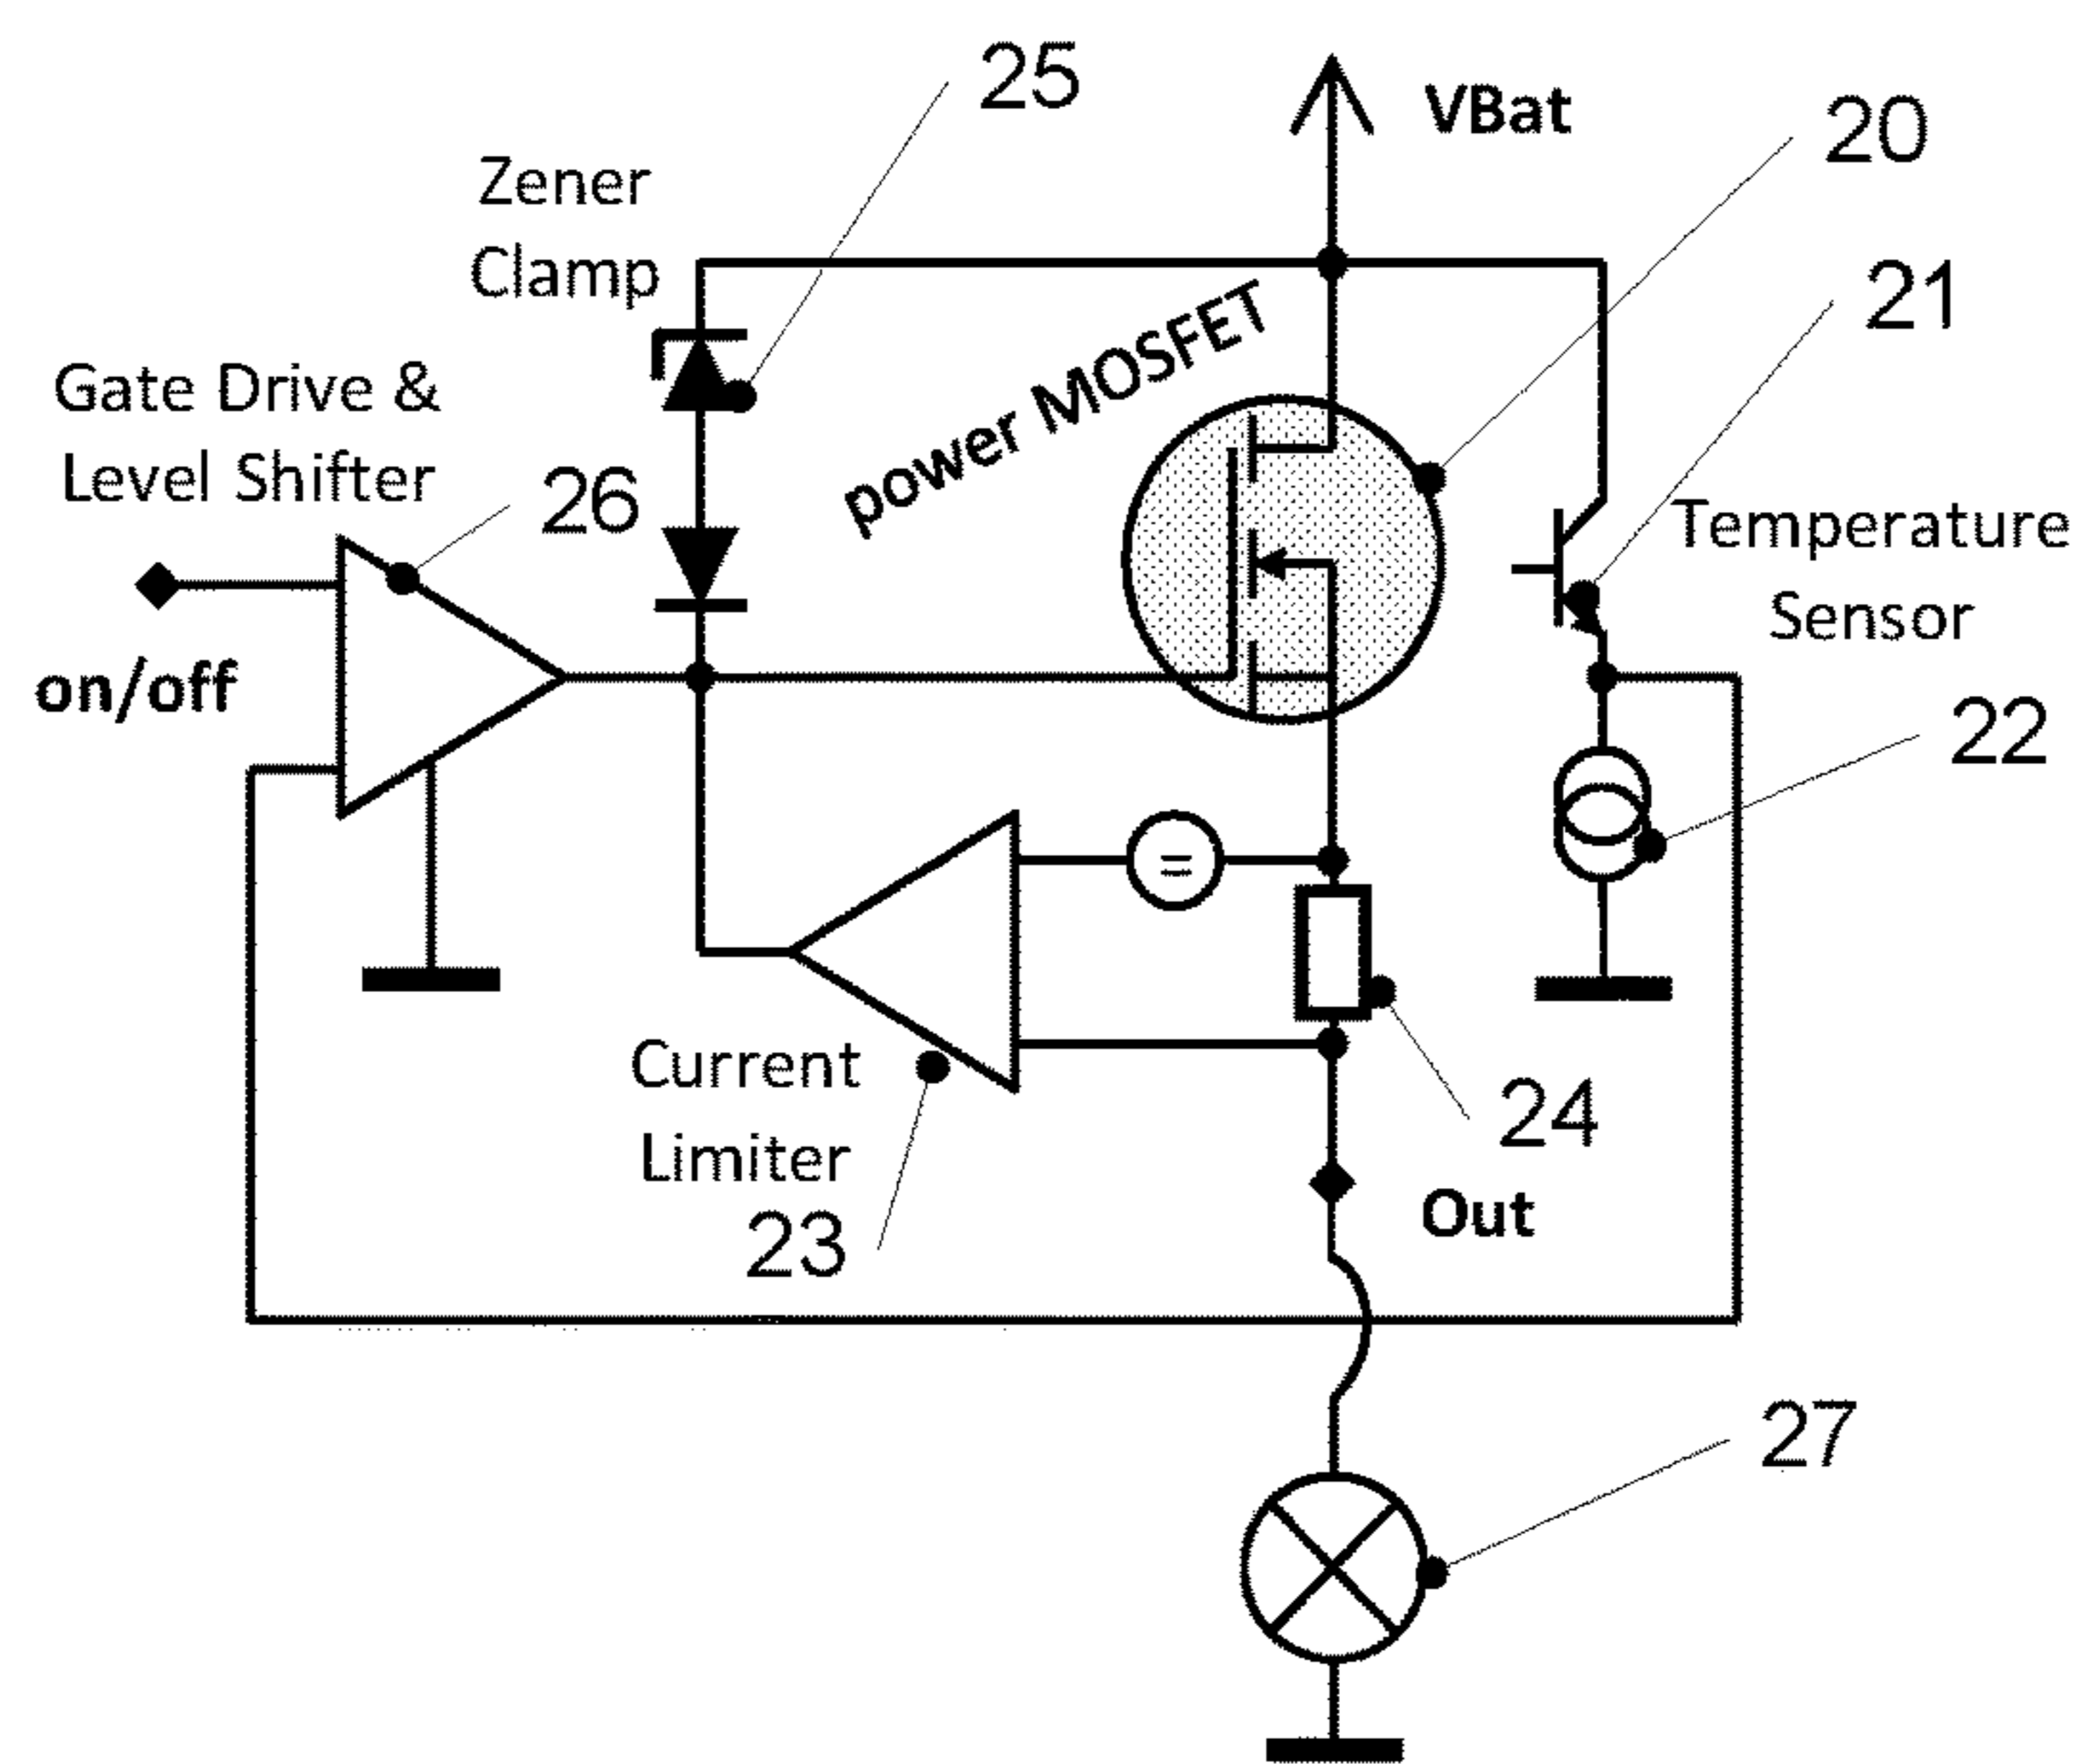 25
VBat
20
Zener
Clamp
21
power MOSFET
Gate Drive &
Level Shifter
26
Temperature
Sensor
on/off
22
=
Current
Limiter
23
24
Out
27